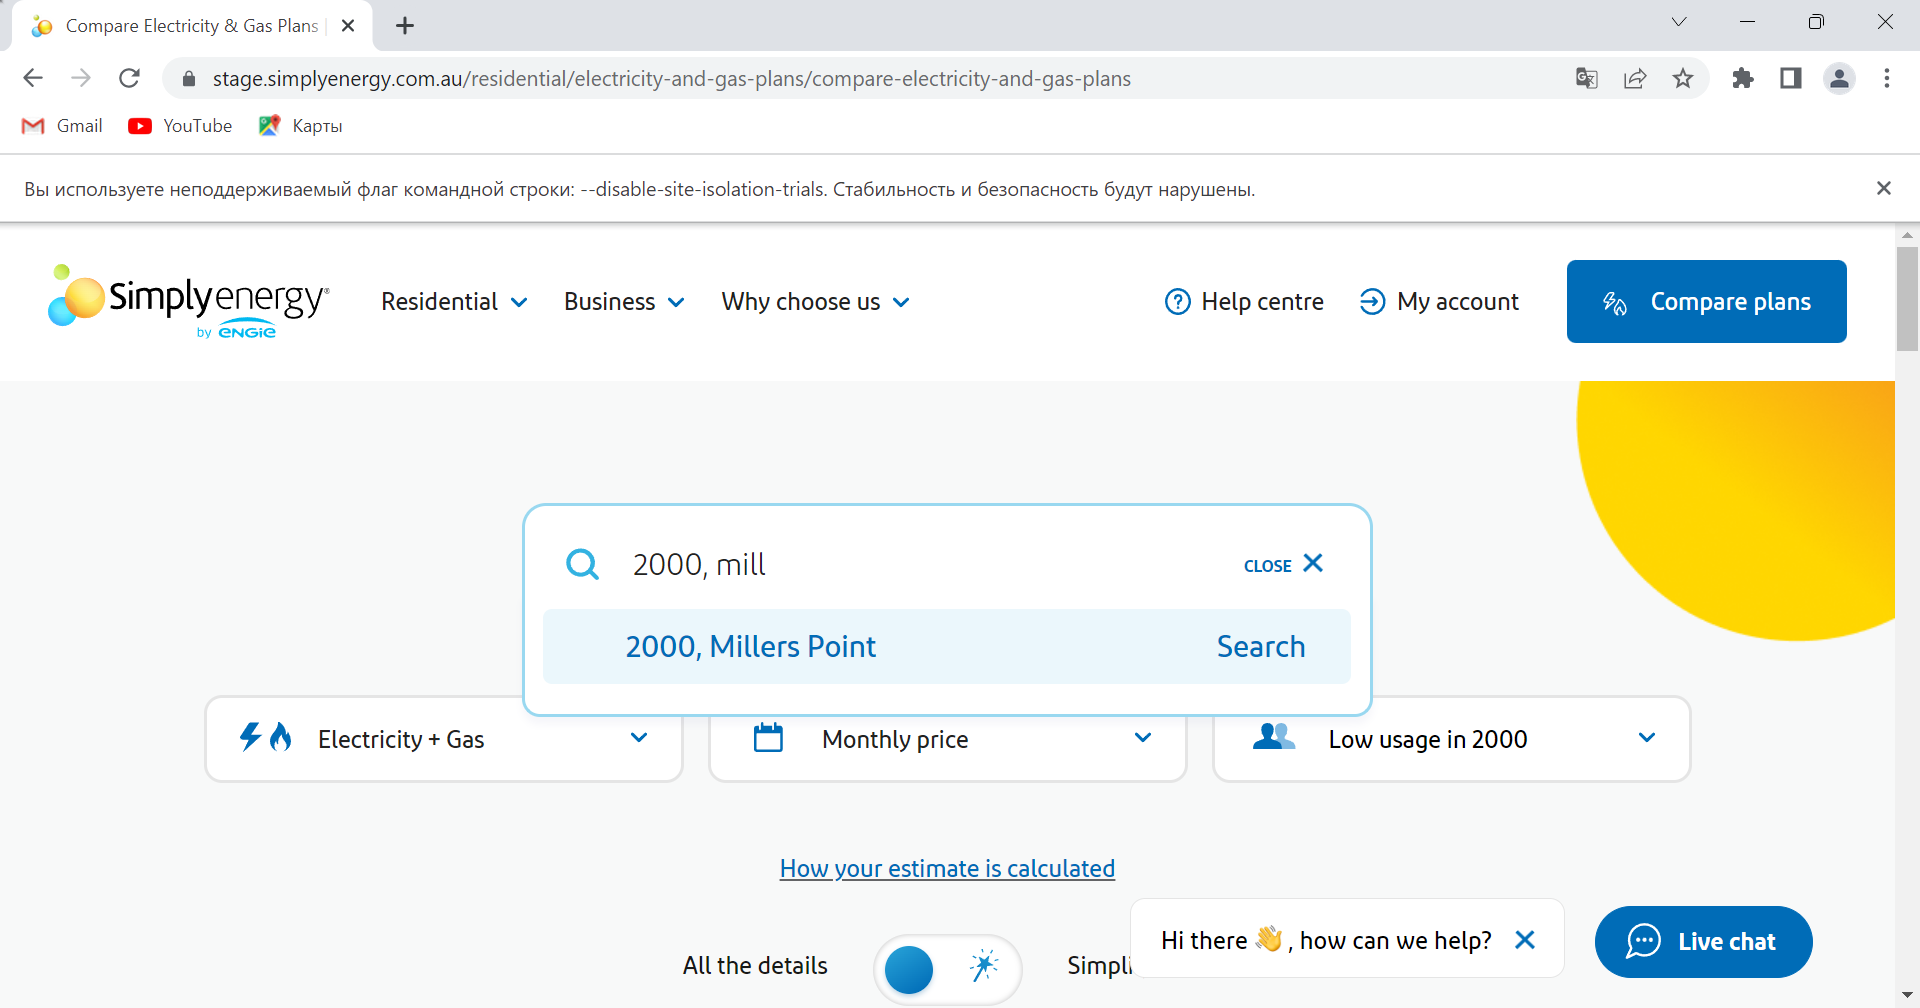 Compare Electricity & Gas Plans
stage.simplyenergy.com.au/residential/electricity-and-gas-plans/compare-electricity-and-gas-plans
Gmail YouTube Карты
Вы используете неподдерживаемый флаг командной строки: --disable-site-isolation-trials. Стабильность и безопасность будут нарушены.
Simplyenergy®
by ENGIE
Residential Business Why choose us Help centre My account Compare plans
2000, mill CLOSE
2000, Millers Point Search
Electricity + Gas Monthly price Low usage in 2000
How your estimate is calculated
Hi there 👋, how can we help? Live chat
All the details Simpli